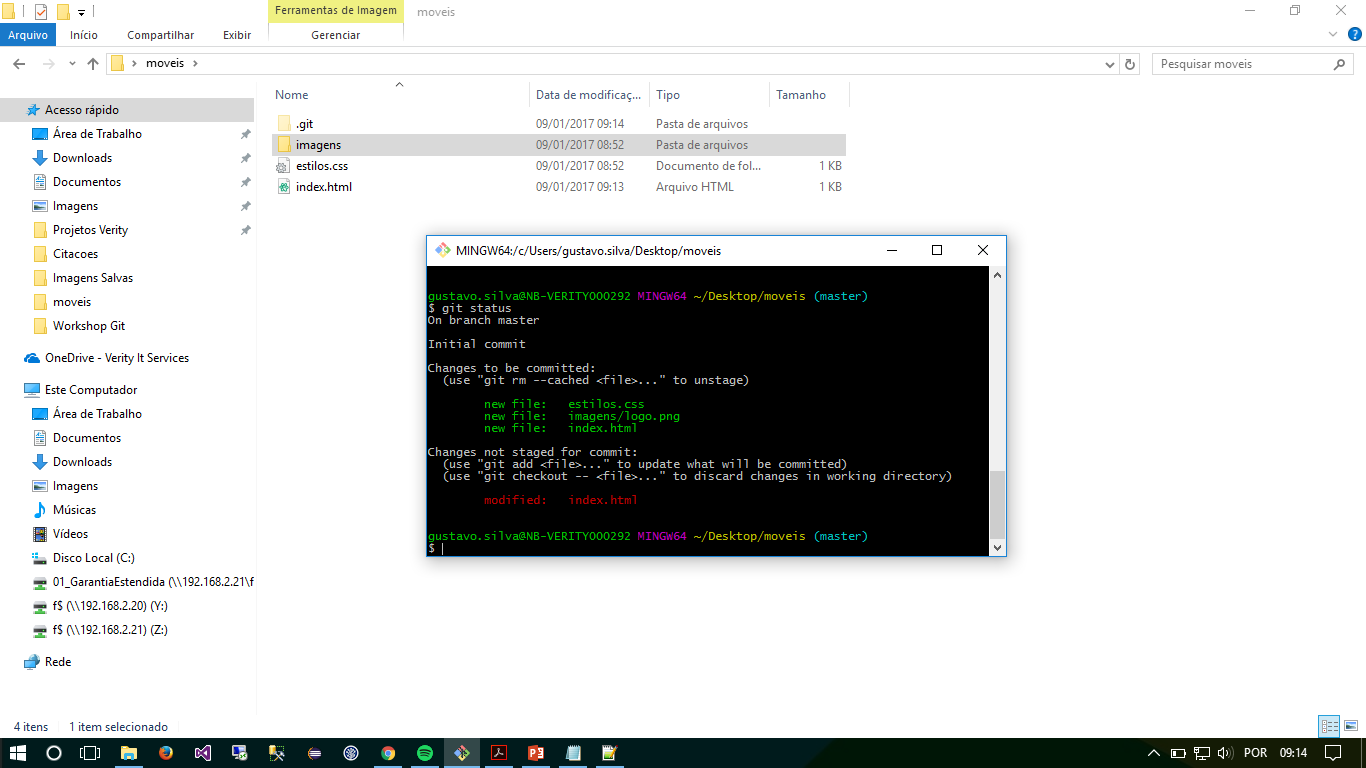 Ferramentas de Imagem
moveis
Arquivo
Início
Compartilhar
Exibir
Gerenciar
moveis
Pesquisar moveis
Nome
Data de modificaç...
Tipo
Tamanho
.git
09/01/2017 09:14
Pasta de arquivos
imagens
09/01/2017 08:52
Pasta de arquivos
estilos.css
09/01/2017 08:52
Documento de fol...
1 KB
index.html
09/01/2017 09:13
Arquivo HTML
1 KB
Acesso rápido
Área de Trabalho
Downloads
Documentos
Imagens
Projetos Verity
Citacoes
Imagens Salvas
moveis
Workshop Git
OneDrive - Verity It Services
Este Computador
Área de Trabalho
Documentos
Downloads
Imagens
Músicas
Vídeos
Disco Local (C:)
01_GarantiaEstendida (\\192.168.2.21\f
f$ (\\192.168.2.20) (Y:)
f$ (\\192.168.2.21) (Z:)
Rede
MINGW64:/c/Users/gustavo.silva/Desktop/moveis
gustavo.silva@NB-VERITY000292 MINGW64 ~/Desktop/moveis (master)
$ git status
On branch master
Initial commit
Changes to be committed:
(use "git rm --cached <file>..." to unstage)
new file: estilos.css
new file: imagens/logo.png
new file: index.html
Changes not staged for commit:
(use "git add <file>..." to update what will be committed)
(use "git checkout -- <file>..." to discard changes in working directory)
modified: index.html
gustavo.silva@NB-VERITY000292 MINGW64 ~/Desktop/moveis (master)
$
4 itens
1 item selecionado
POR
09:14